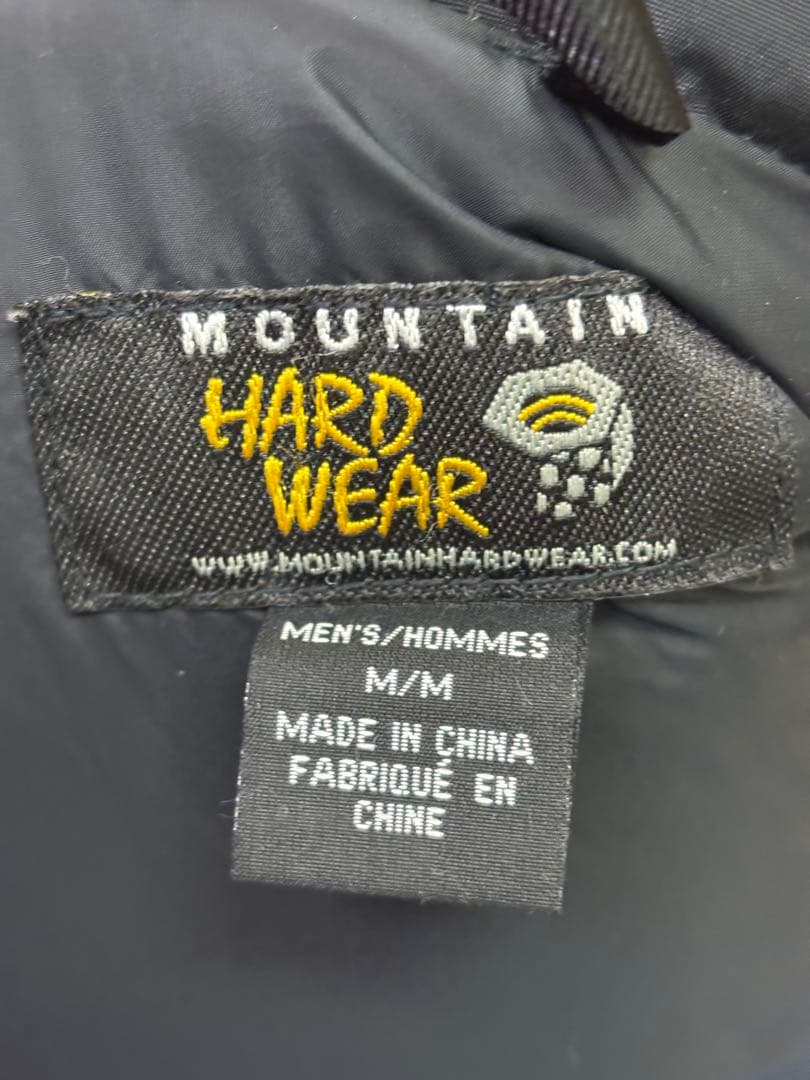 MOUNTAIN
HARD
WEAR
WWW.MOUNTAINHARDWEAR.COM
MEN'S/HOMMES
M/M
MADE IN CHINA
FABRIQUÉ EN
CHINE